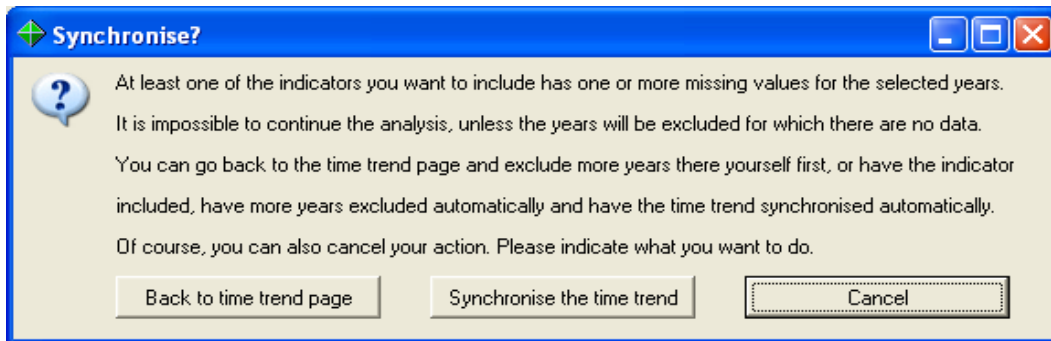 Synchronise?
At least one of the indicators you want to include has one or more missing values for the selected years.
It is impossible to continue the analysis, unless the years will be excluded for which there are no data.
You can go back to the time trend page and exclude more years there yourself first, or have the indicator
included, have more years excluded automatically and have the time trend synchronised automatically.
Of course, you can also cancel your action. Please indicate what you want to do.
Back to time trend page Synchronise the time trend Cancel